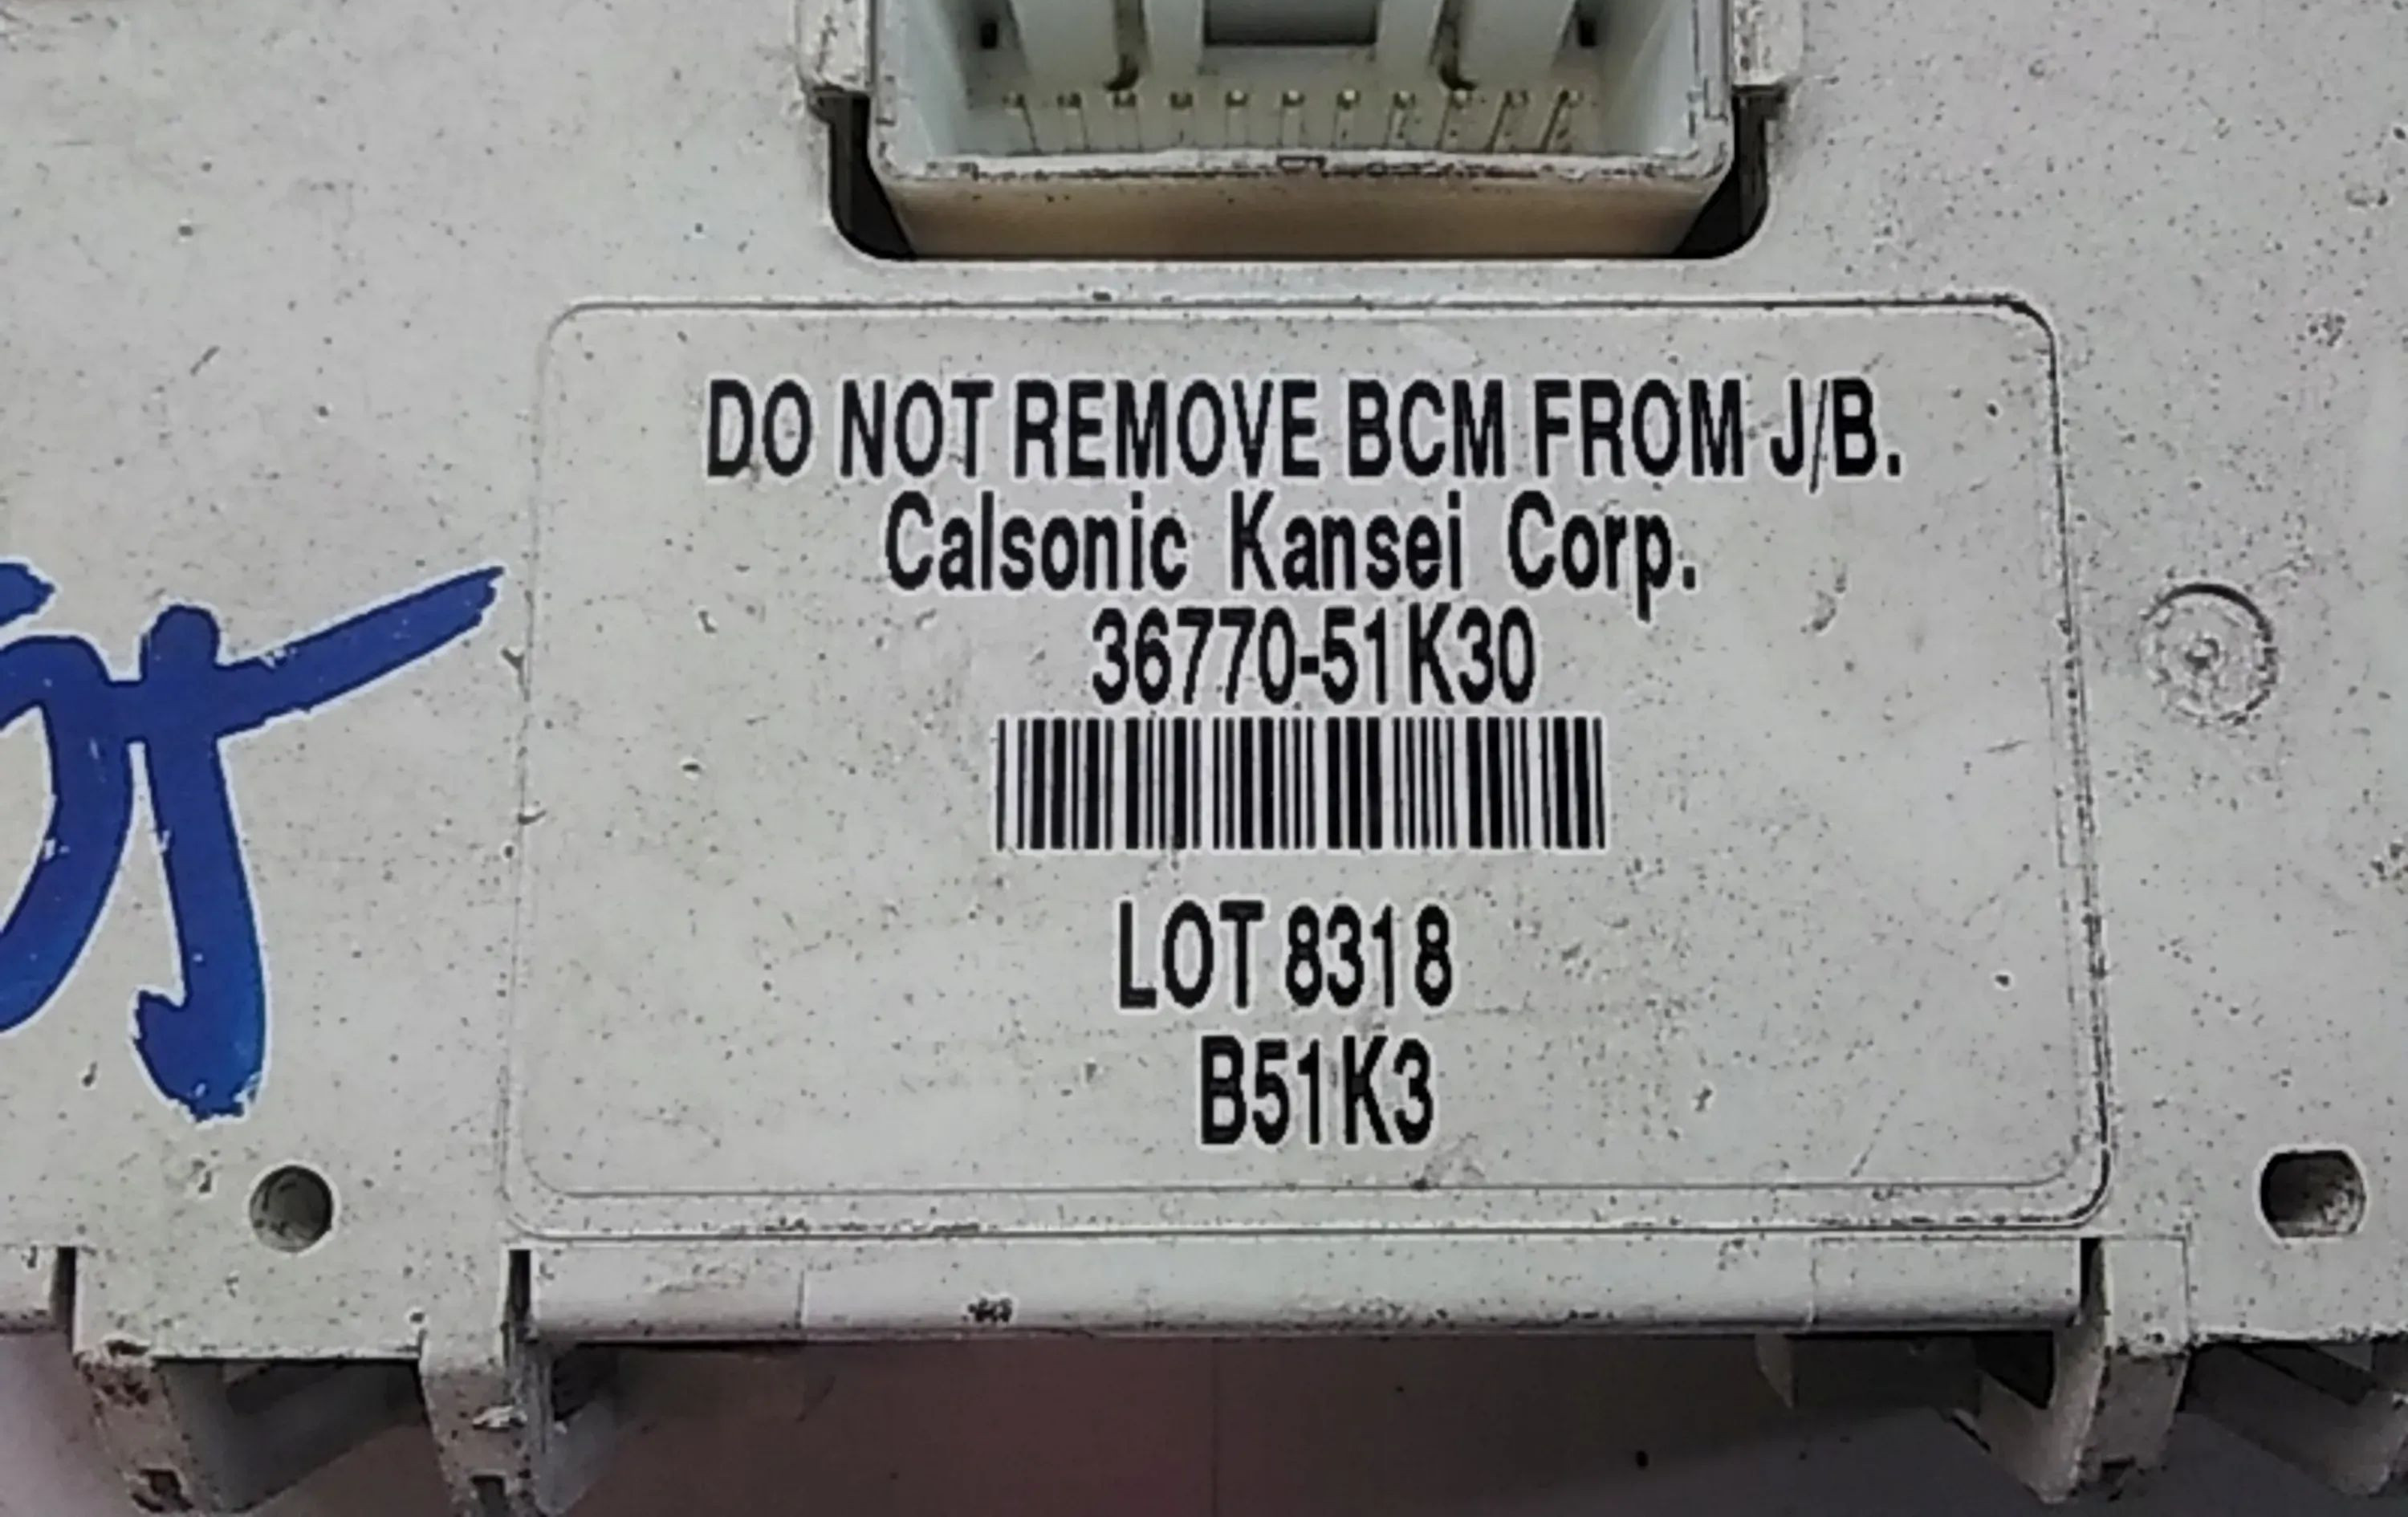 DO NOT REMOVE BCM FROM J/B.
Calsonic Kansei Corp.
36770-51K30
LOT 8318
B51K3